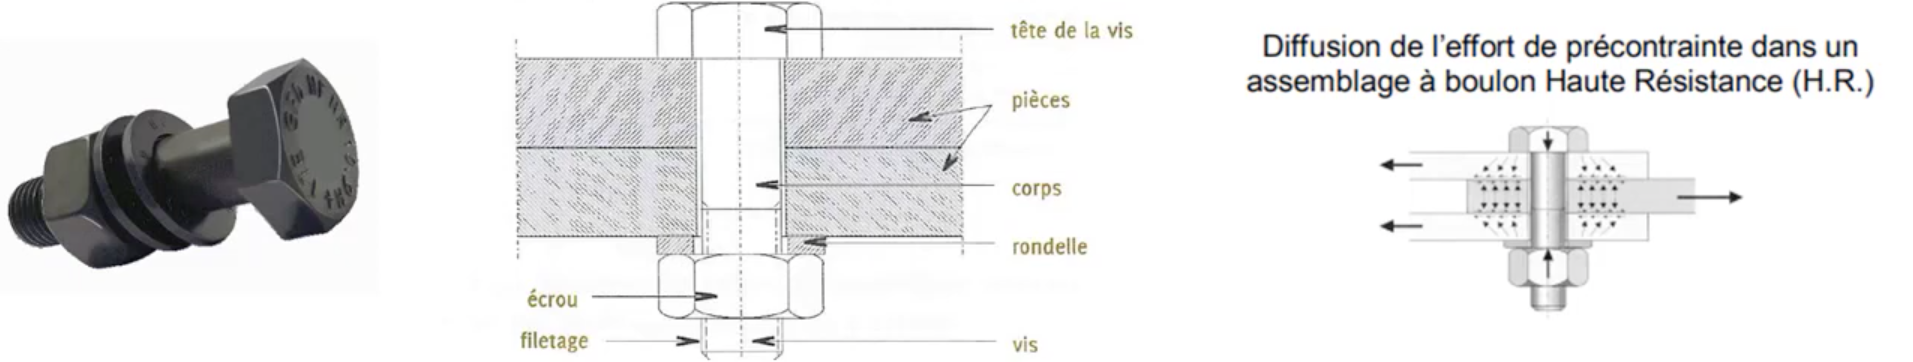 tête de la vis
pièces
corps
rondelle
écrou
filetage
vis
Diffusion de l'effort de précontrainte dans un
assemblage à boulon Haute Résistance (H.R.)